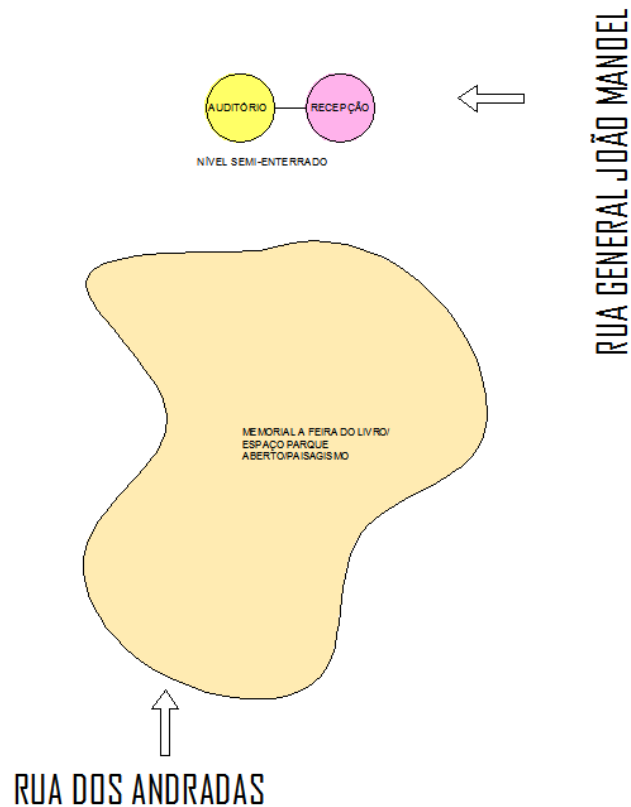 RUA GENERAL JOÃO MANOEL
AUDITÓRIO
RECEPÇÃO
NÍVEL SEMI-ENTERRADO
MEMORIAL A FEIRA DO LIVRO/
ESPAÇO PARQUE
ABERTO/PAISAGISMO
RUA DOS ANDRADAS